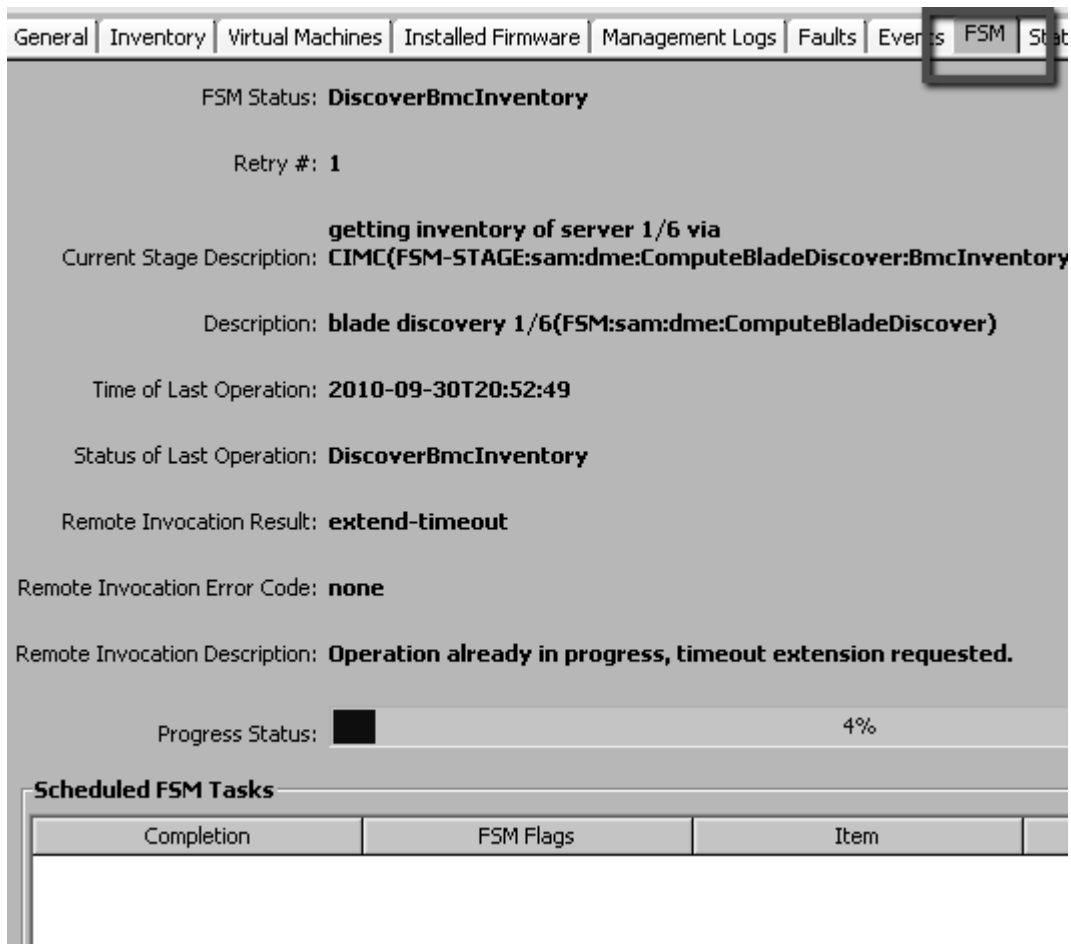 General Inventory Virtual Machines Installed Firmware Management Logs Faults Events FSM Stat
FSM Status: DiscoverBmcInventory
Retry #: 1
getting inventory of server 1/6 via
Current Stage Description: CIMC(FSM-STAGE:sam:dme:ComputeBladeDiscover:BmcInventory
Description: blade discovery 1/6(FSM:sam:dme:ComputeBladeDiscover)
Time of Last Operation: 2010-09-30T20:52:49
Status of Last Operation: DiscoverBmcInventory
Remote Invocation Result: extend-timeout
Remote Invocation Error Code: none
Remote Invocation Description: Operation already in progress, timeout extension requested.
Progress Status: 4%
Scheduled FSM Tasks
Completion FSM Flags Item